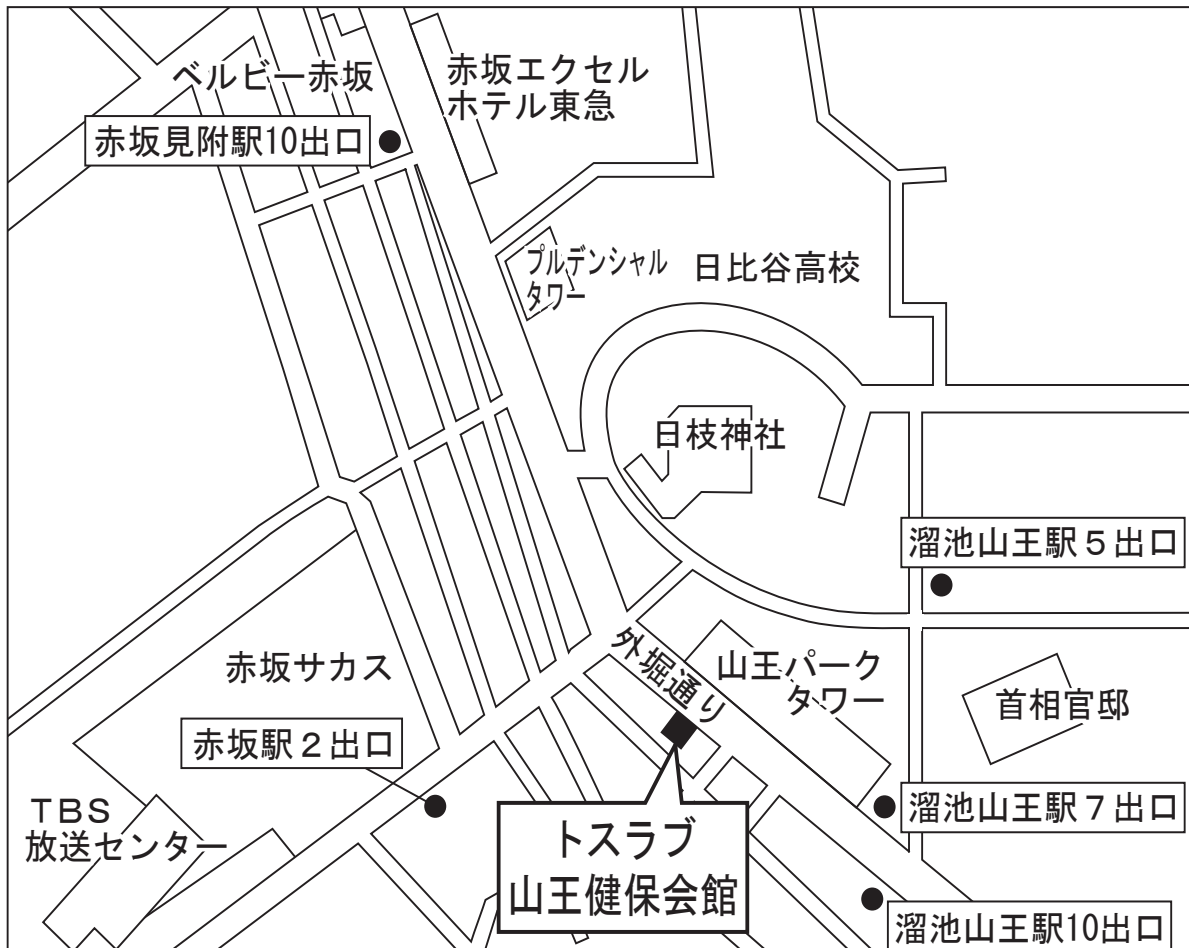 ベルビー赤坂
赤坂エクセル
ホテル東急
赤坂見附駅10出口
プルデンシャル
タワー
日比谷高校
日枝神社
溜池山王駅５出口
外堀通り
山王パーク
タワー
赤坂サカス
首相官邸
赤坂駅２出口
TBS
放送センター
溜池山王駅７出口
トスラブ
山王健保会館
溜池山王駅10出口